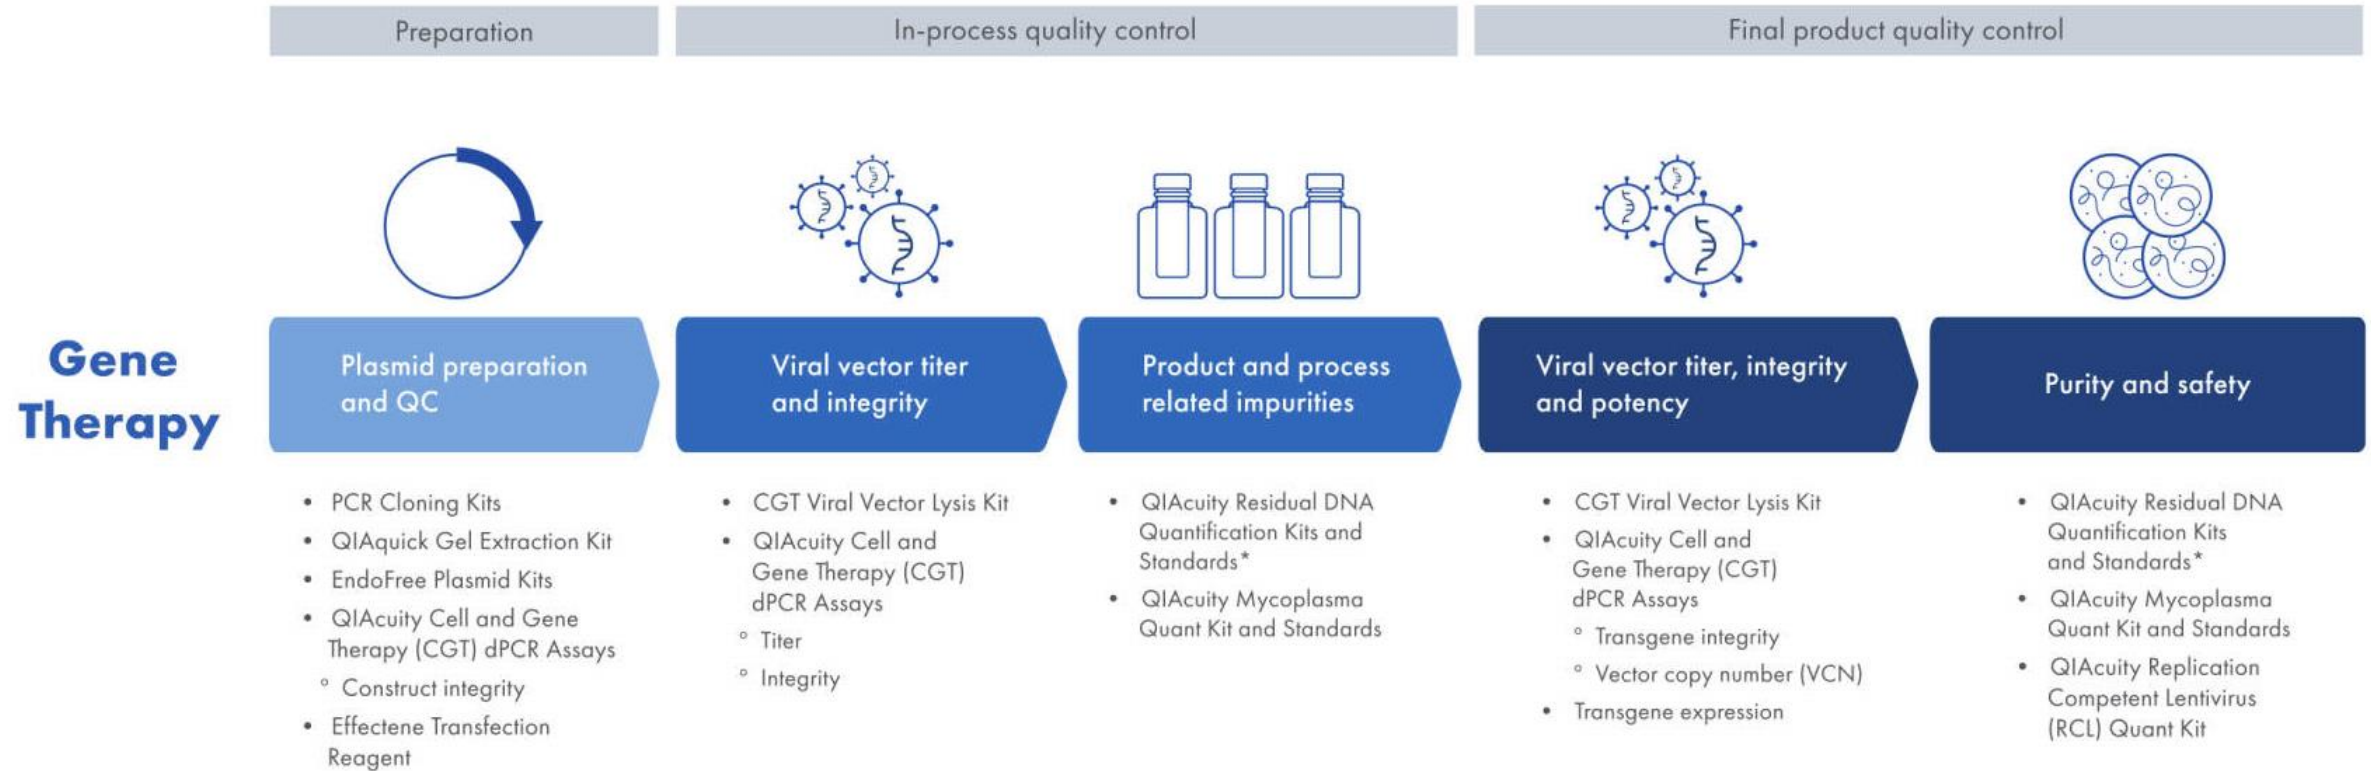 Preparation
In-process quality control
Final product quality control
Gene
Therapy
Plasmid preparation
and QC
Viral vector titer
and integrity
Product and process
related impurities
Viral vector titer, integrity
and potency
Purity and safety
• PCR Cloning Kits
• QIAquick Gel Extraction Kit
• EndoFree Plasmid Kits
• QIAcuity Cell and Gene
Therapy (CGT) dPCR Assays
° Construct integrity
• Effectene Transfection
Reagent
• CGT Viral Vector Lysis Kit
• QIAcuity Cell and
Gene Therapy (CGT)
dPCR Assays
° Titer
° Integrity
• QIAcuity Residual DNA
Quantification Kits and
Standards*
• QIAcuity Mycoplasma
Quant Kit and Standards
• CGT Viral Vector Lysis Kit
• QIAcuity Cell and
Gene Therapy (CGT)
dPCR Assays
° Transgene integrity
° Vector copy number (VCN)
• Transgene expression
• QIAcuity Residual DNA
Quantification Kits
and Standards*
• QIAcuity Mycoplasma
Quant Kit and Standards
• QIAcuity Replication
Competent Lentivirus
(RCL) Quant Kit